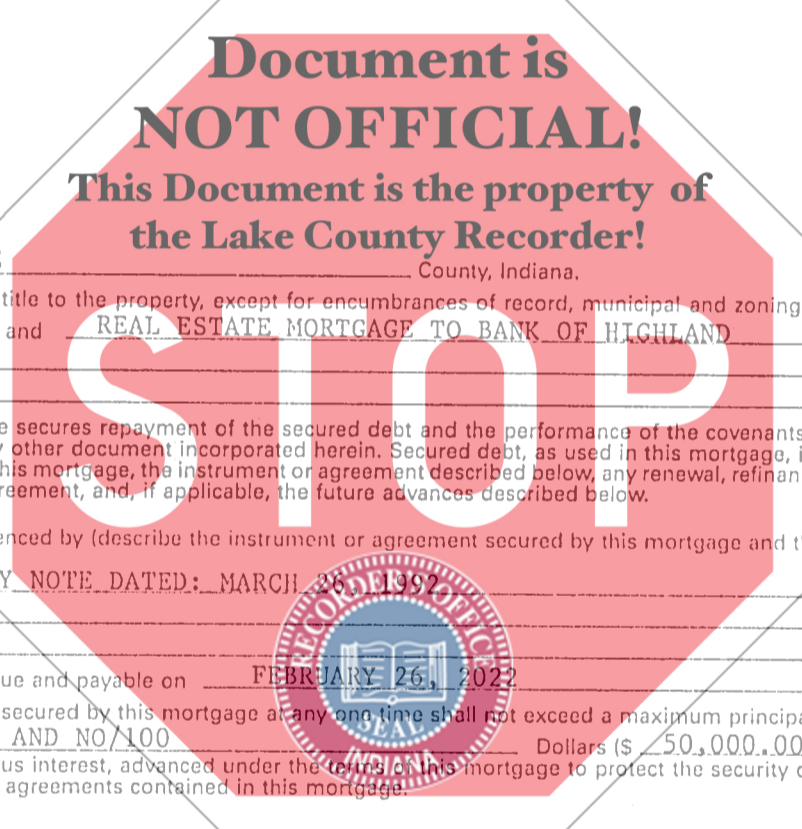 Document is
NOT OFFICIAL!
This Document is the property of
the Lake County Recorder!
County, Indiana.
title to the property, except for encumbrances of record, municipal and zoning
and REAL ESTATE MORTGAGE TO BANK OF HIGHLAND
STOP
e secures repayment of the secured debt and the performance of the covenants
y other document incorporated herein. Secured debt, as used in this mortgage, i
his mortgage, the instrument or agreement described below, any renewal, refinan
reement, and, if applicable, the future advances described below.
enced by (describe the instrument or agreement secured by this mortgage and t
Y NOTE DATED: MARCH 26, 1992
RECORDER'S OFFICE
ue and payable on FEBRUARY 26, 2022
SEAL
INDIANA
secured by this mortgage at any one time shall not exceed a maximum principa
AND NO/100 Dollars ($ 50,000.00
us interest, advanced under the terms of this mortgage to protect the security o
agreements contained in this mortgage.